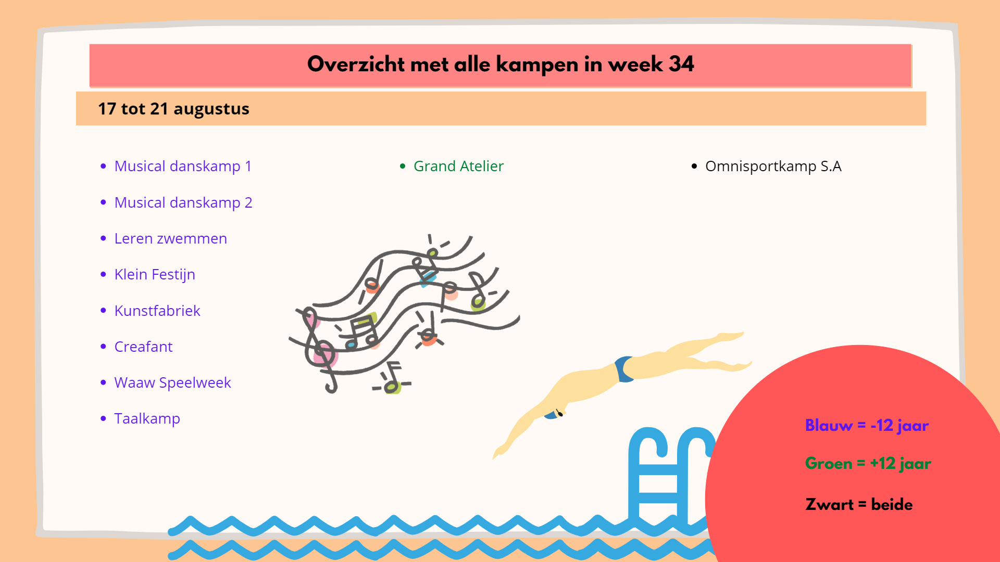 Overzicht met alle kampen in week 34
17 tot 21 augustus
• Musical danskamp 1
• Musical danskamp 2
• Leren zwemmen
• Klein Festijn
• Kunstfabriek
• Creafant
• Waaw Speelweek
• Taalkamp
• Grand Atelier
• Omnisportkamp S.A
Blauw = -12 jaar
Groen = +12 jaar
Zwart = beide